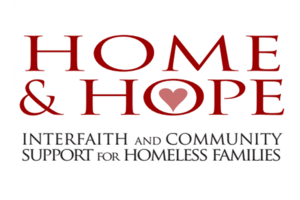 HOME
& HOPE
INTERFAITH AND COMMUNITY
SUPPORT FOR HOMELESS FAMILIES